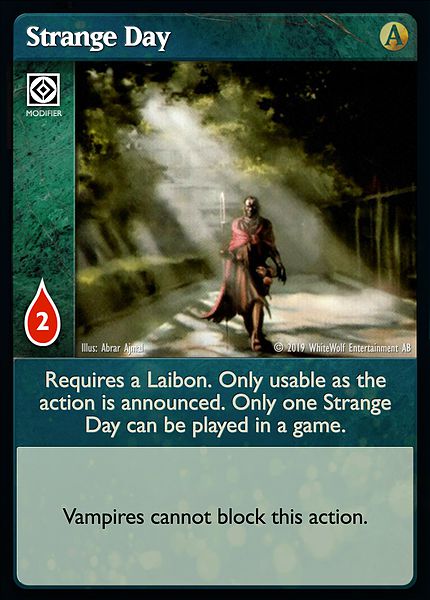 Strange Day
A
MODIFIER
2
Illus: Abrar Ajmal
© 2019 WhiteWolf Entertainment AB
Requires a Laibon. Only usable as the
action is announced. Only one Strange
Day can be played in a game.
Vampires cannot block this action.